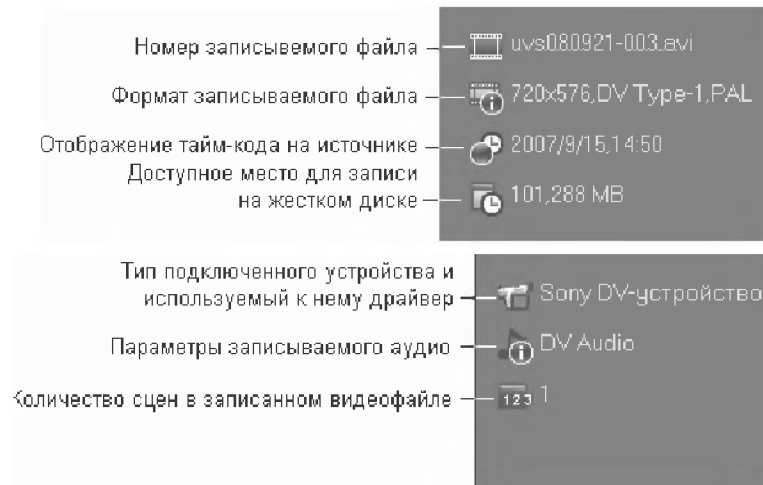 Номер записывемого файла
uvs080921-003.avi
Формат записываемого файла
720x576,DV Type-1,PAL
Отображение тайм-кода на источнике
2007/9/15,14:50
Доступное место для записи
на жестком диске
101,288 MB
Тип подключенного устройства и
используемый к нему драйвер
Sony DV-устройство
Параметры записываемого аудио
DV Audio
Количество сцен в записанном видеофайле
123
1